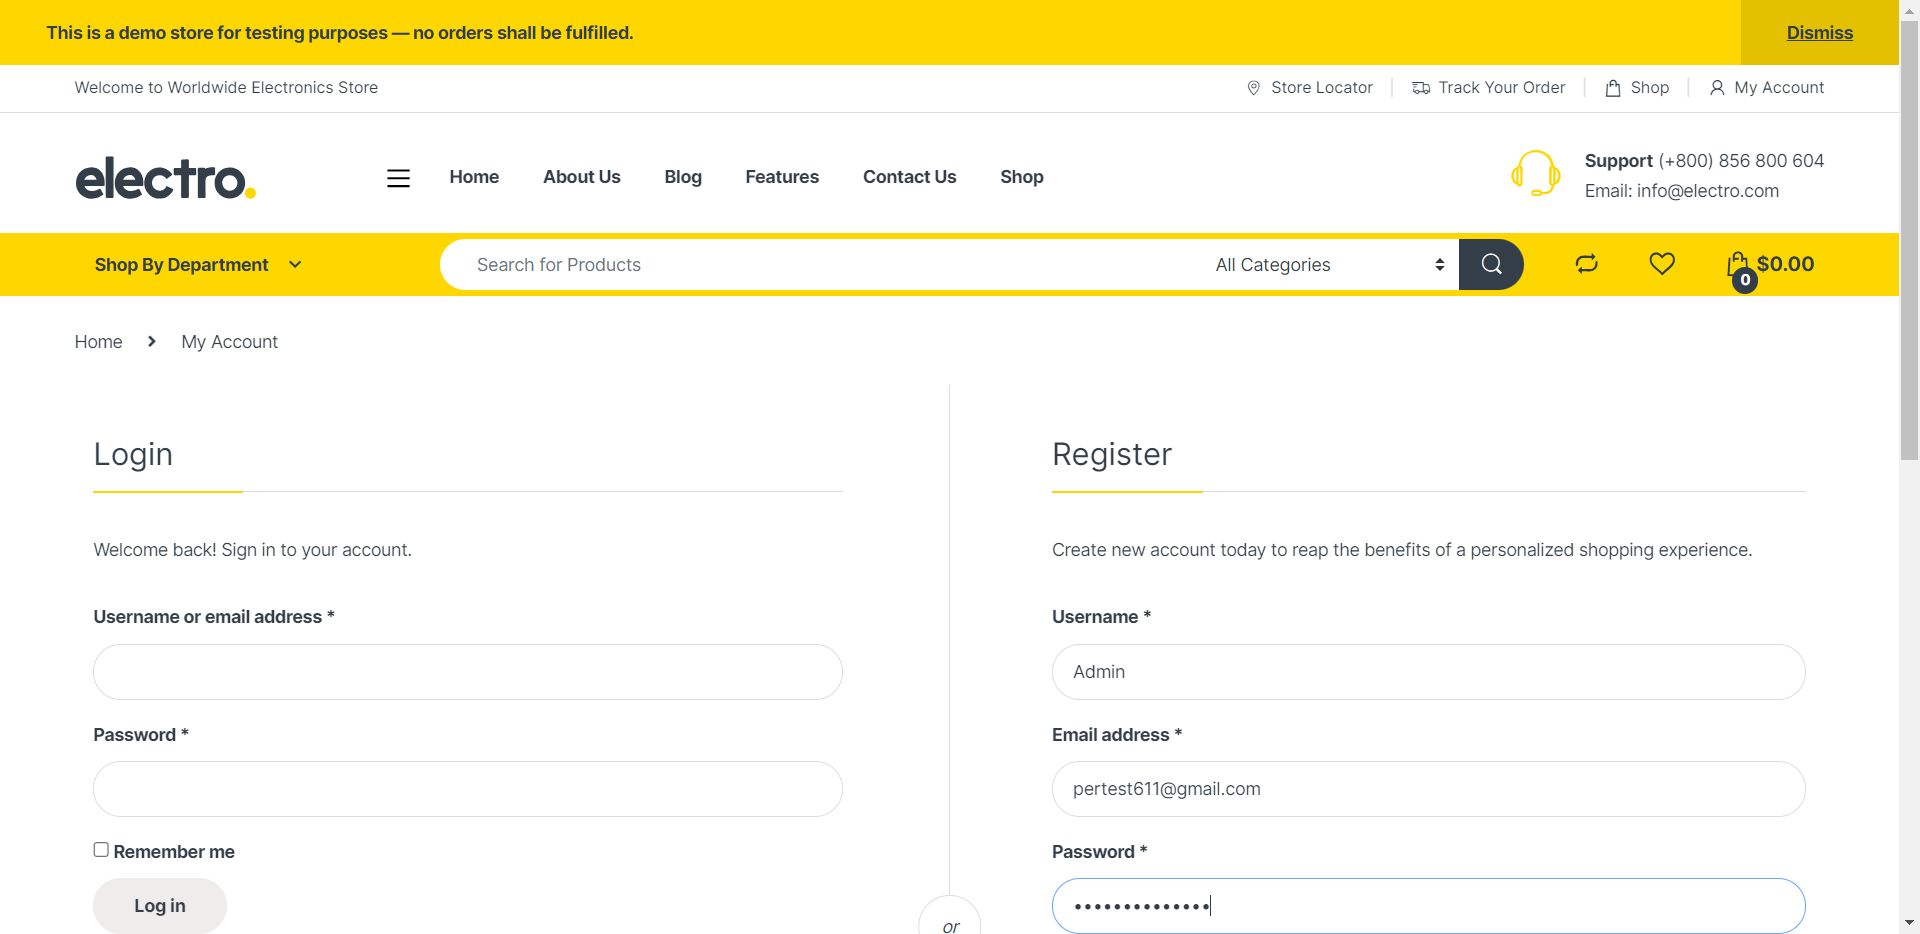 This is a demo store for testing purposes — no orders shall be fulfilled.
Dismiss
Welcome to Worldwide Electronics Store
Store Locator
Track Your Order
Shop
My Account
electro.
Home
About Us
Blog
Features
Contact Us
Shop
Support (+800) 856 800 604
Email: info@electro.com
Shop By Department
Search for Products
All Categories
0
$0.00
Home
My Account
Login
Welcome back! Sign in to your account.
Username or email address *
Password *
Remember me
Log in
or
Register
Create new account today to reap the benefits of a personalized shopping experience.
Username *
Admin
Email address *
pertest611@gmail.com
Password *
••••••••••••••